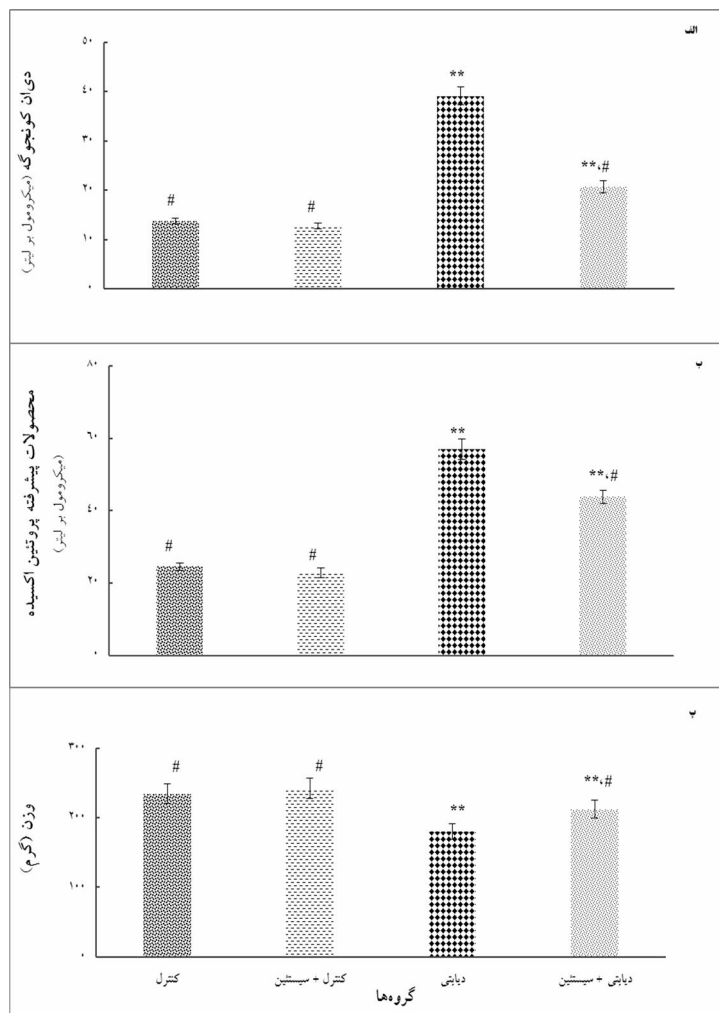 الف
دی‌ان کونجوگه (میکرومول بر لیتر)
۵۰
۴۰
۳۰
۲۰
۱۰
۰
#
#
**
**،#
ب
محصولات پیشرفته پروتئین اکسیده
(میکرومول بر لیتر)
۸۰
۶۰
۴۰
۲۰
۰
#
#
**
**،#
ب
وزن (گرم)
۳۰۰
۲۰۰
۱۰۰
۰
#
#
**
**،#
کنترل
کنترل + سیستئین
دیابتی
دیابتی + سیستئین
گروه‌ها